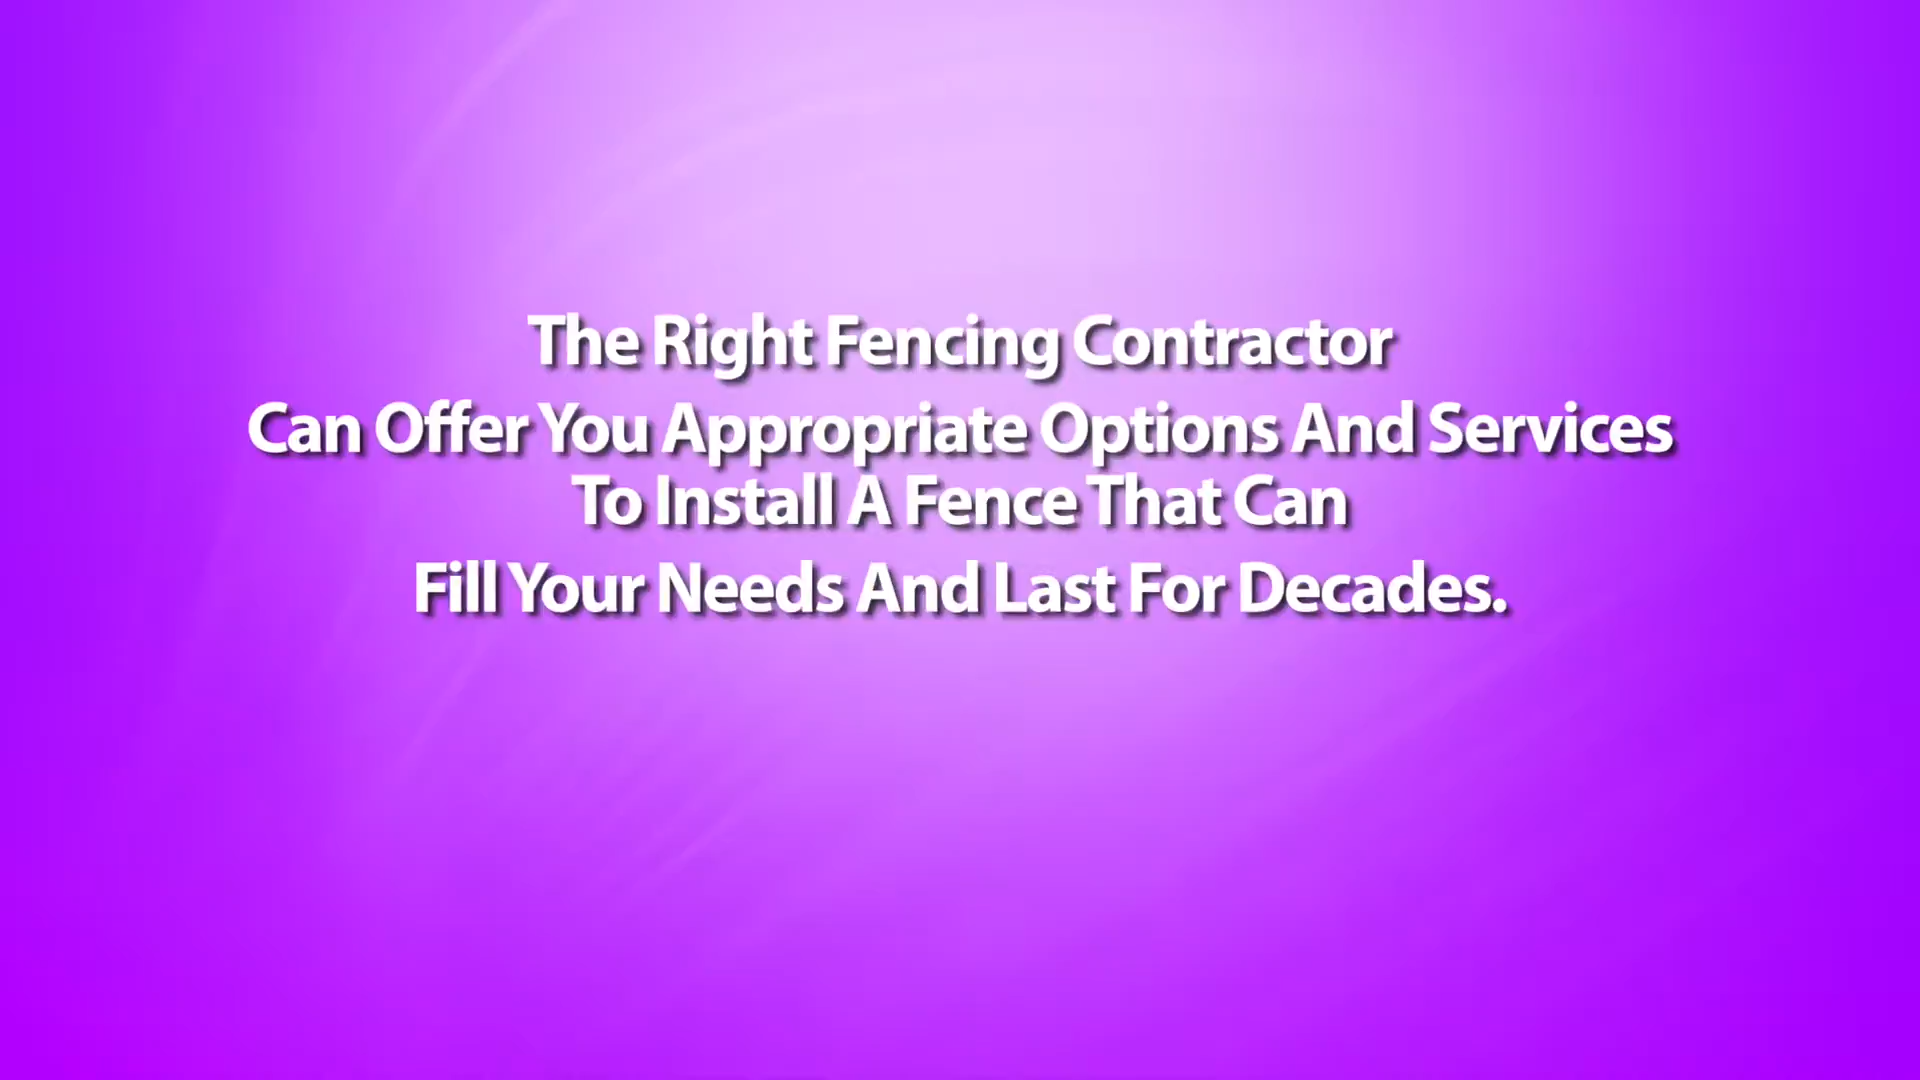 The Right Fencing Contractor
Can Offer You Appropriate Options And Services
To Install A Fence That Can
Fill Your Needs And Last For Decades.